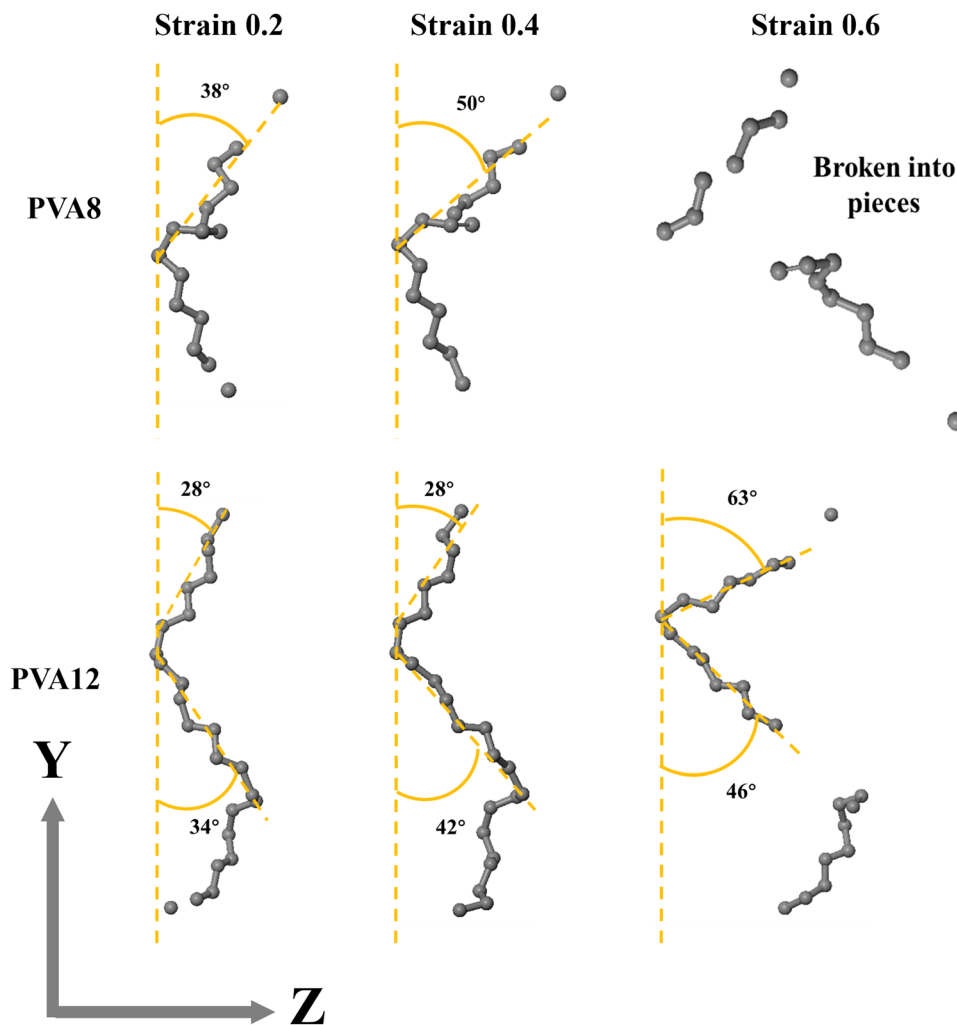 Strain 0.2 Strain 0.4 Strain 0.6
38° 50°
PVA8
Broken into
pieces
28° 28° 63°
PVA12
34° 42° 46°
Y
Z